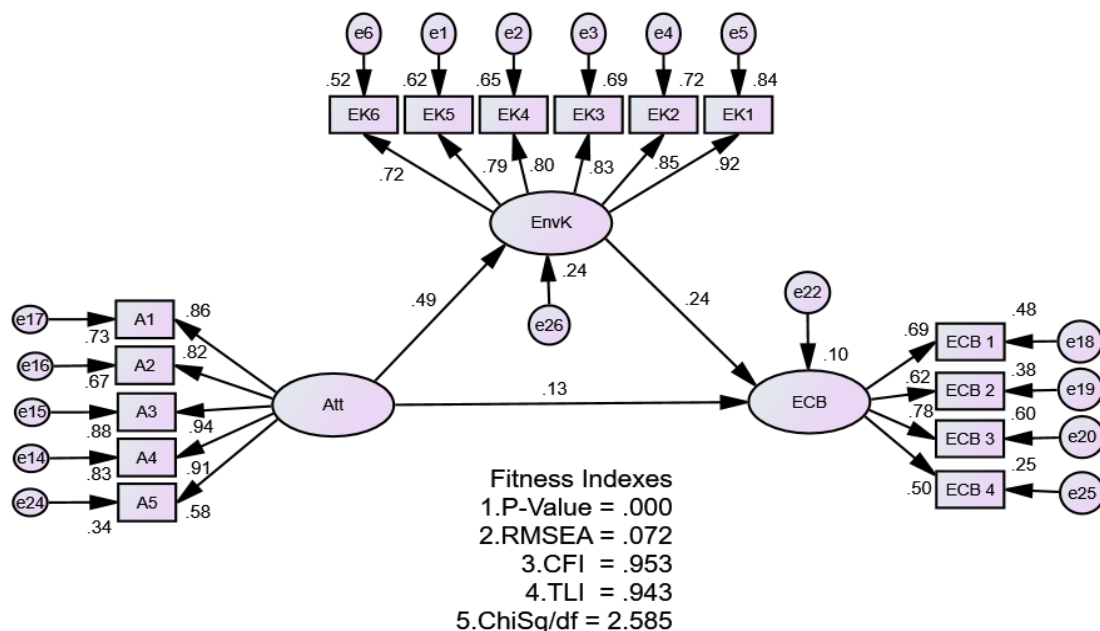 e6 e1 e2 e3 e4 e5
.52 .62 .65 .69 .72 .84
EK6 EK5 EK4 EK3 EK2 EK1
.72 .79 .80 .83 .85 .92
EnvK
.24
e26
.49
.24
e22
.10
e17 A1 .86
.73
e16 A2 .82
.67
e15 A3 .94
.88
e14 A4 .91
.83
e24 A5 .58
.34
Att
.13
ECB
.69 ECB 1 .48 e18
.62 ECB 2 .38 e19
.78 ECB 3 .60 e20
.50 ECB 4 .25 e25
Fitness Indexes
1.P-Value = .000
2.RMSEA = .072
3.CFI = .953
4.TLI = .943
5.ChiSq/df = 2.585